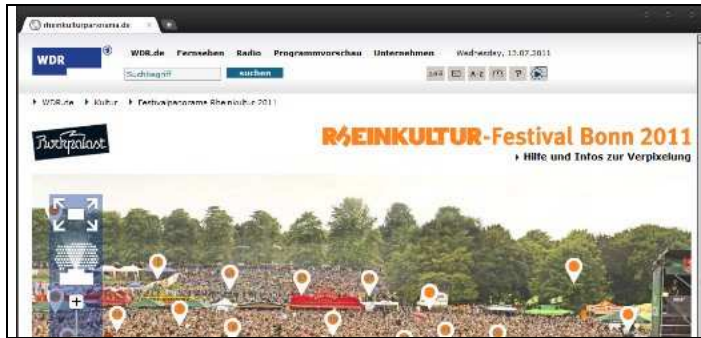 rheinkulturpanorama.de
WDR
WDR.de Fernsehen Radio Programmvorschau Unternehmen Wednesday, 13.07.2011
Suchbegriff suchen
A-Z ?
WDR.de Kultur Festivalpanorama Rheinkultur 2011
Rockpalast
RHEINKULTUR-Festival Bonn 2011
Hilfe und Infos zur Verpixelung
+